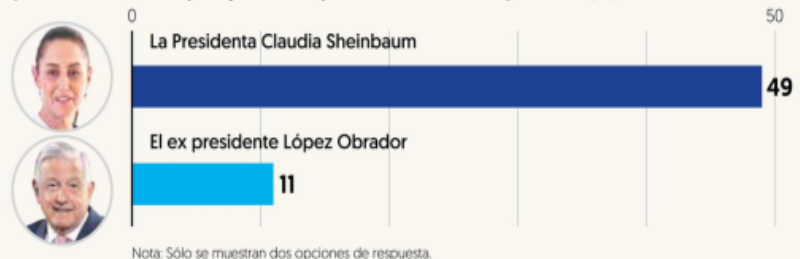 0 50
La Presidenta Claudia Sheinbaum
49
El ex presidente López Obrador
11
Nota: Sólo se muestran dos opciones de respuesta.